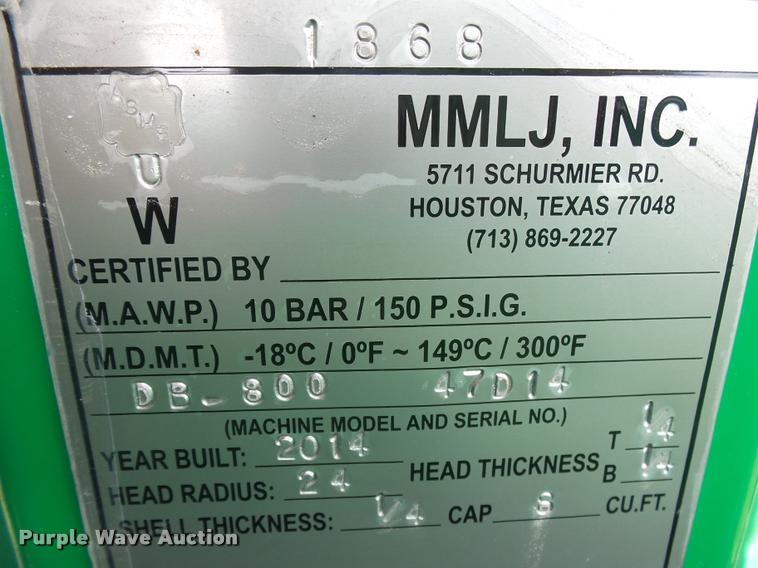 1868
ASME
U
W
MMLJ, INC.
5711 SCHURMIER RD.
HOUSTON, TEXAS 77048
(713) 869-2227
CERTIFIED BY
(M.A.W.P.) 10 BAR / 150 P.S.I.G.
(M.D.M.T.) -18ºC / 0ºF ~ 149ºC / 300ºF
DB-800 47D14
(MACHINE MODEL AND SERIAL NO.)
YEAR BUILT: 2014
HEAD RADIUS: 24
HEAD THICKNESS T 1/4
B 1/4
SHELL THICKNESS: 1/4 CAP CU.FT.
Purple Wave Auction